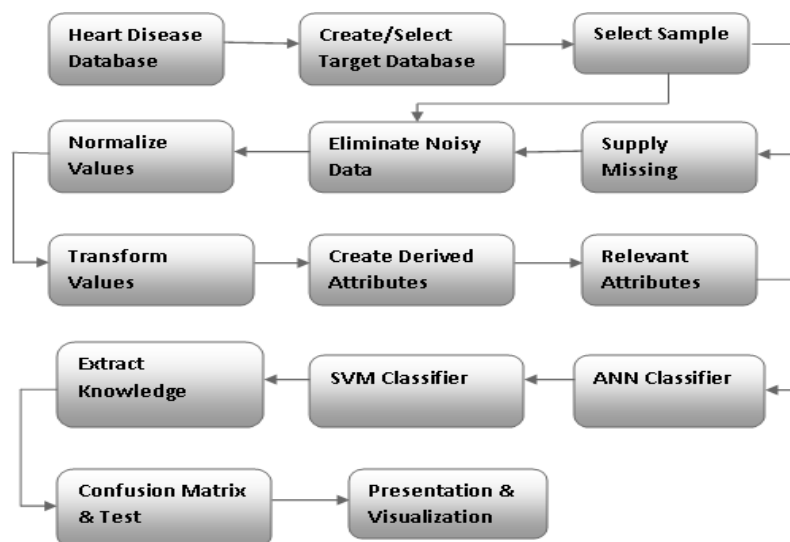 Heart Disease
Database
Create/Select
Target Database
Select Sample
Normalize
Values
Eliminate Noisy
Data
Supply
Missing
Transform
Values
Create Derived
Attributes
Relevant
Attributes
Extract
Knowledge
SVM Classifier
ANN Classifier
Confusion Matrix
& Test
Presentation &
Visualization